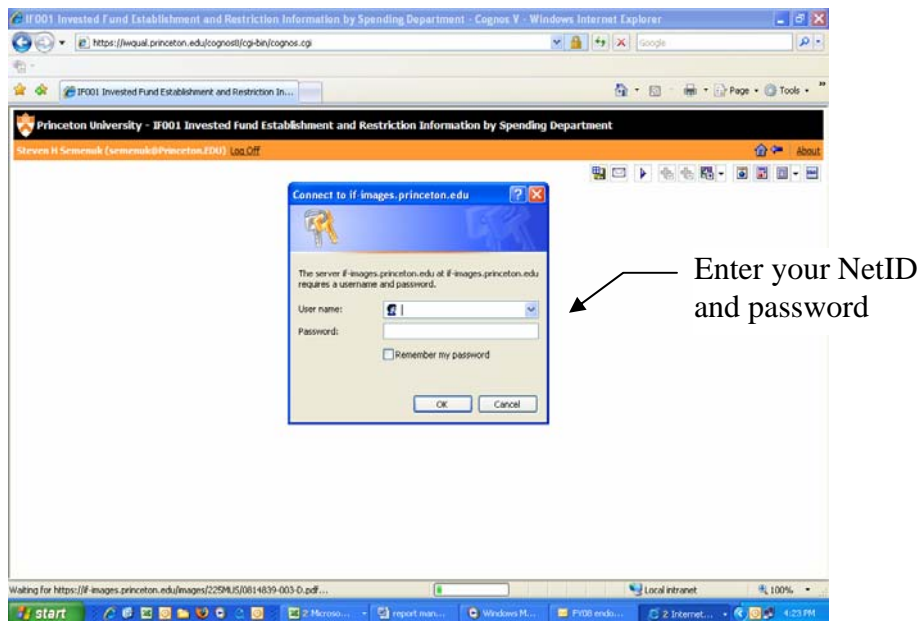 IF001 Invested Fund Establishment and Restriction Information by Spending Department - Cognos V - Windows Internet Explorer
https://iwqual.princeton.edu/cognos8/cgi-bin/cognos.cgi
Google
IF001 Invested Fund Establishment and Restriction In...
Page
Tools
Princeton University - IF001 Invested Fund Establishment and Restriction Information by Spending Department
Steven H Semenuk (semenuk@Princeton.EDU) Log Off
About
Connect to if-images.princeton.edu
The server if-images.princeton.edu at if-images.princeton.edu
requires a username and password.
User name:
Password:
Remember my password
OK
Cancel
Enter your NetID
and password
Waiting for https://if-images.princeton.edu/images/225MUS/0814839-003-D.pdf...
Local intranet
100%
start
2 Microso...
report man...
Windows M...
FY08 endo...
2 Internet...
4:23 PM